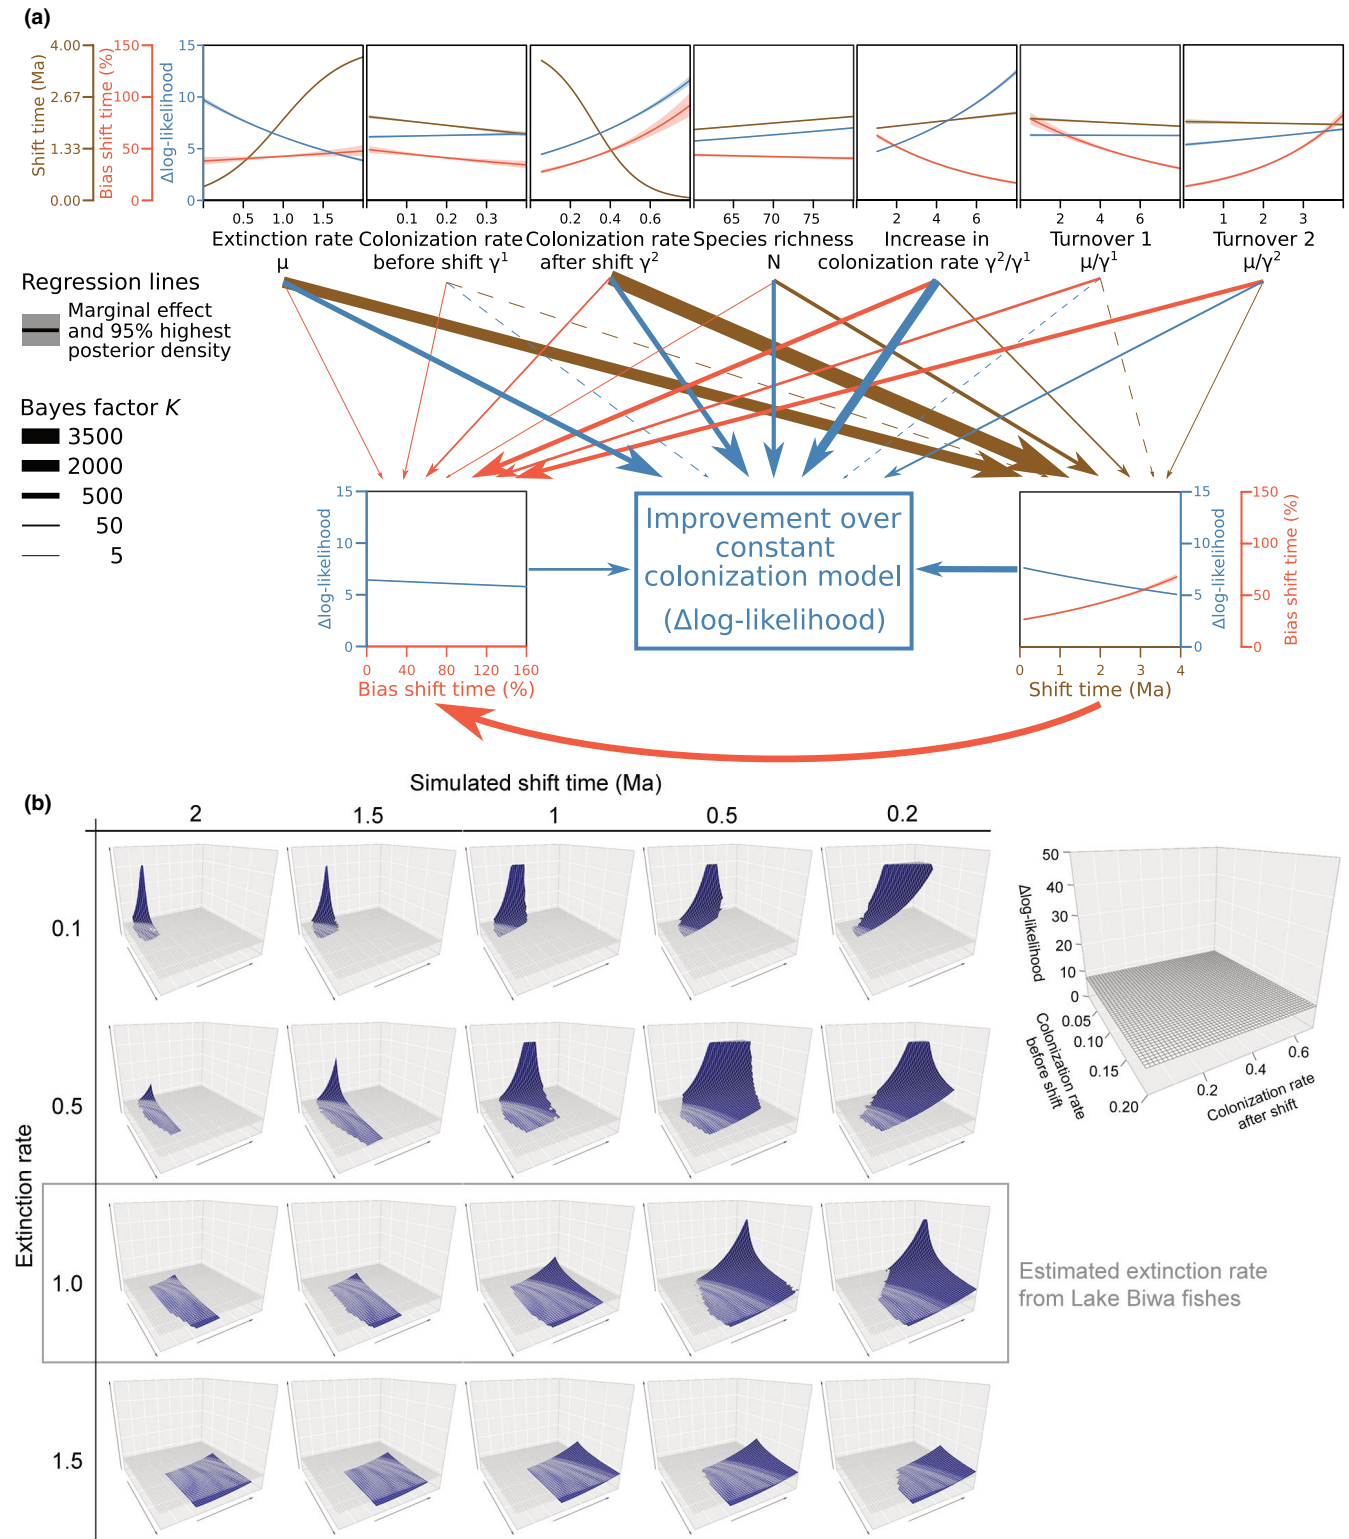 (a)
Shift time (Ma)
4.00
2.67
1.33
0.00
Bias shift time (%)
150
100
50
0
Δlog-likelihood
15
10
5
0
0.5 1.0 1.5
0.1 0.2 0.3
0.2 0.4 0.6
65 70 75
2 4 6
2 4 6
1 2 3
Extinction rate
μ
Colonization rate
before shift γ¹
Colonization rate
after shift γ²
Species richness
N
Increase in
colonization rate γ²/γ¹
Turnover 1
μ/γ¹
Turnover 2
μ/γ²
Regression lines
Marginal effect
and 95% highest
posterior density
Bayes factor K
3500
2000
500
50
5
Δlog-likelihood
15
10
5
0
0 40 80 120 160
Bias shift time (%)
Improvement over
constant
colonization model
(Δlog-likelihood)
0 1 2 3 4
Shift time (Ma)
15
10
5
0
Δlog-likelihood
150
100
50
0
Bias shift time (%)
(b)
Simulated shift time (Ma)
2 1.5 1 0.5 0.2
Extinction rate
0.1
0.5
1.0
1.5
50
40
30
20
10
0
Δlog-likelihood
0.05
0.10
0.15
0.20
Colonization rate
before shift
0.2
0.4
0.6
Colonization rate
after shift
Estimated extinction rate
from Lake Biwa fishes